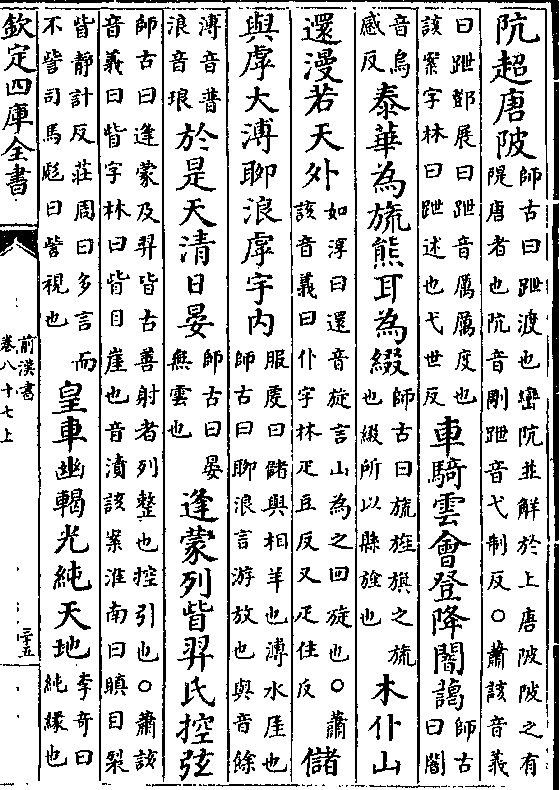 阬超唐陂師古曰跇渡也巒阬並解於上唐陂陂之有
隄唐者也阬音剛跇音弋制反○蕭該音義
曰跇鄧展曰跇音厲厲度也
該案字林曰跇述也弋世反
車騎雲會登降闇藹師古
曰闇
音烏
感反
泰華為旒熊耳為綴師古曰旒旌旗之旒
也綴所以縣旒也
木仆山
還漫若天外如淳曰還音旋言山為之回旋也○蕭
該音義曰仆字林疋豆反又疋住反
儲
與虖大溥聊浪虖宇内服虔曰儲與相羊也溥水厓也
師古曰聊浪言游放也與音餘
溥音普
浪音琅
於是天清日晏師古曰晏
無雲也
逢蒙列眥羿氏控弦
師古曰逢蒙及羿皆古善射者列整也控引也○蕭該
音義曰眥字林曰眥目崖也音漬該案淮南曰瞋目裂
眥静計反莊周曰多言而
不訾司馬彪曰訾視也
皇車幽輵光純天地李奇曰
純緣也
欽定四庫全書
前漢書
卷八十七上
二十五